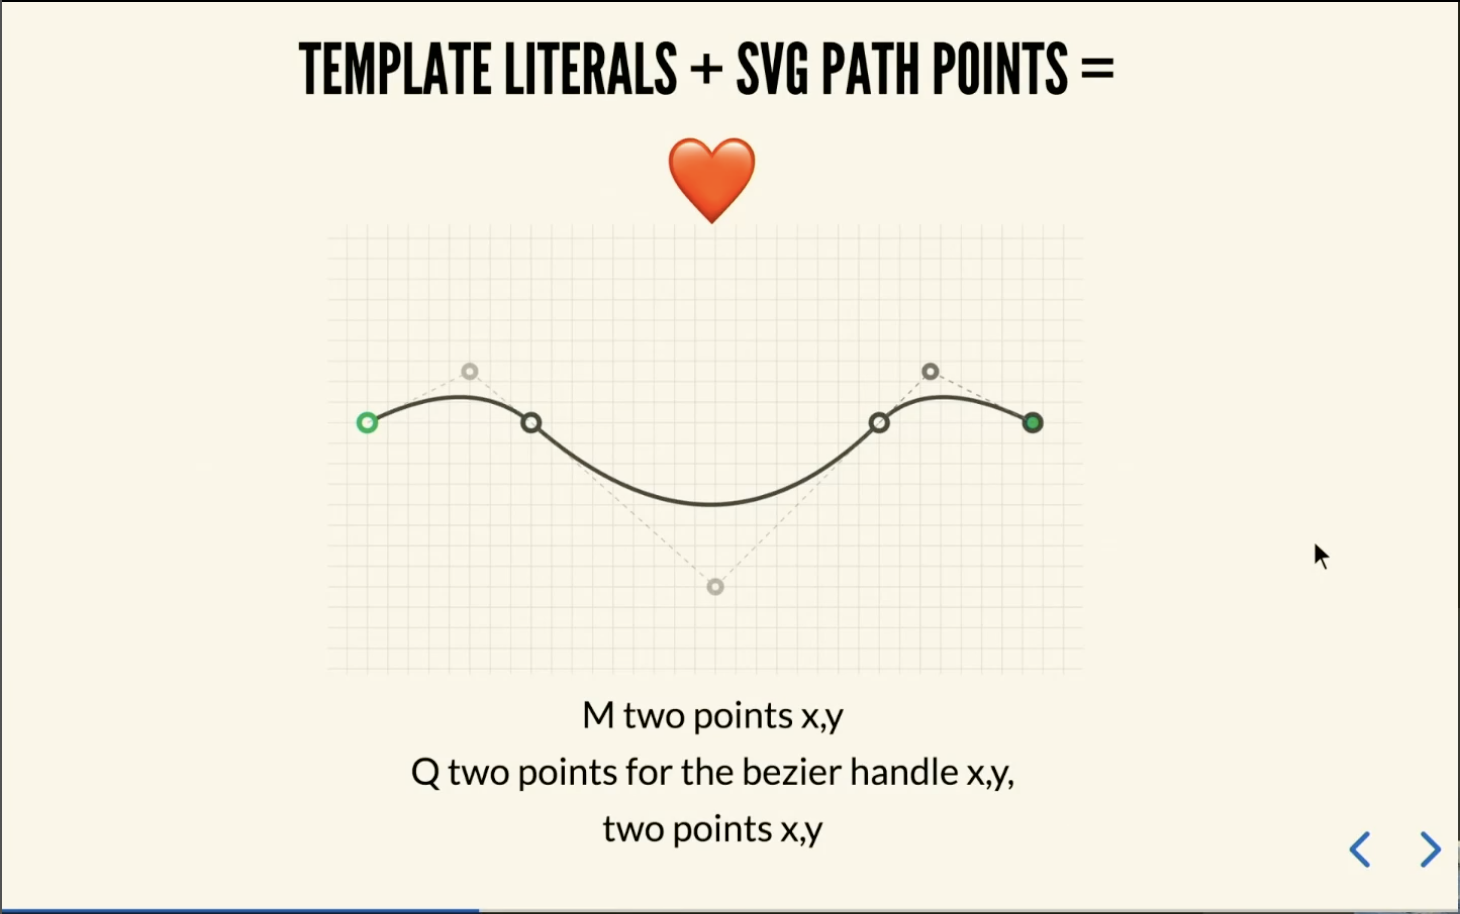 TEMPLATE LITERALS + SVG PATH POINTS =
M two points x,y
Q two points for the bezier handle x,y,
two points x,y